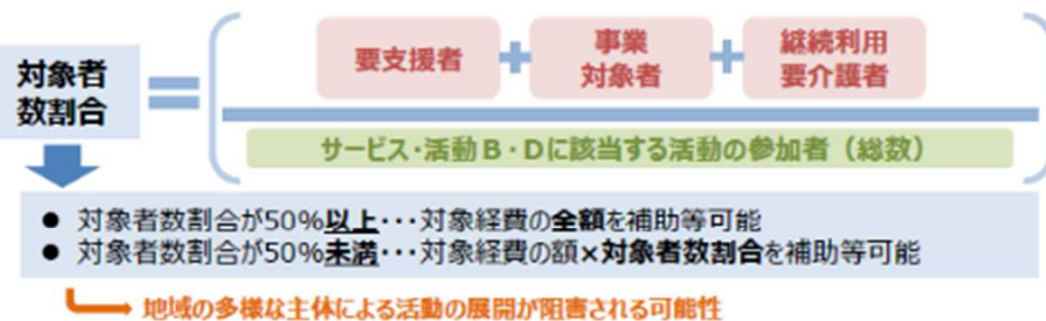 対象者
数割合
=
要支援者
+
事業
対象者
+
継続利用
要介護者
サービス・活動B・Dに該当する活動の参加者（総数）
● 対象者数割合が50%以上・・・対象経費の全額を補助等可能
● 対象者数割合が50%未満・・・対象経費の額×対象者数割合を補助等可能
地域の多様な主体による活動の展開が阻害される可能性